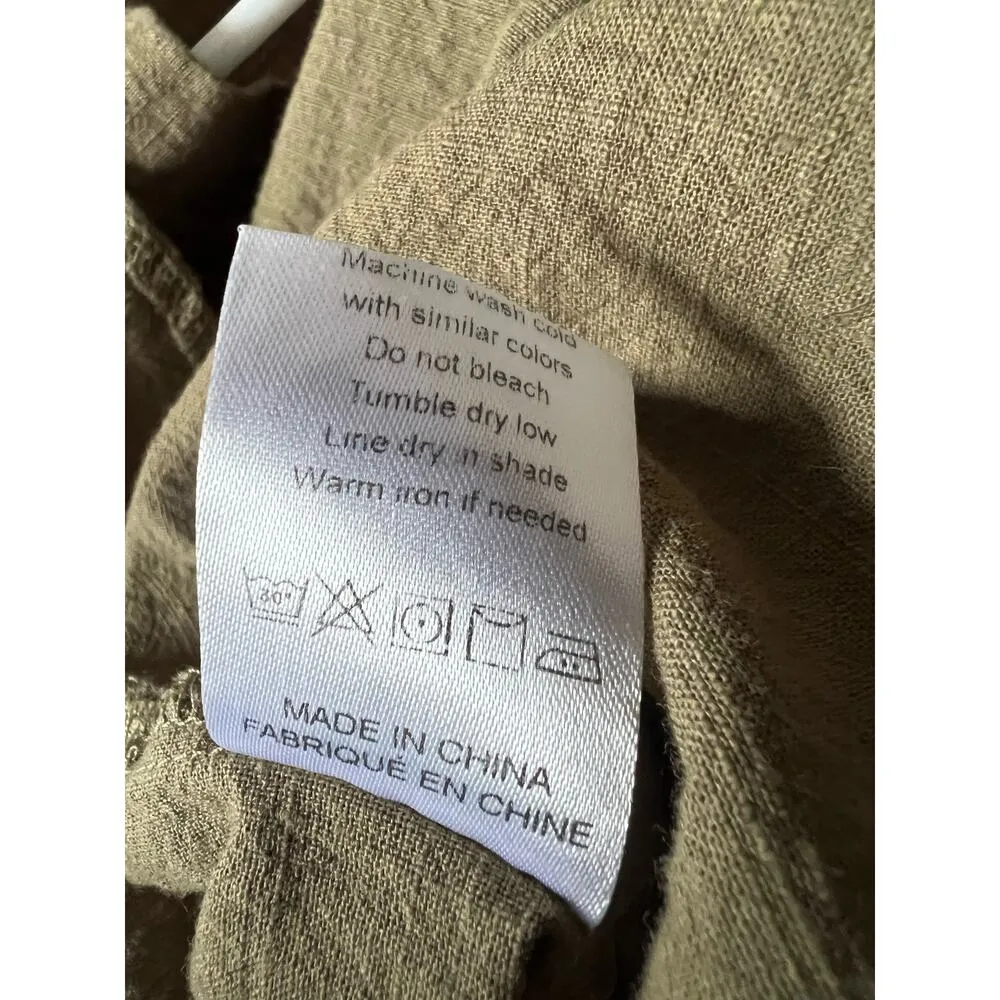 Machine wash cold
with similar colors
Do not bleach
Tumble dry low
Line dry in shade
Warm iron if needed
30°
MADE IN CHINA
FABRIQUÉ EN CHINE